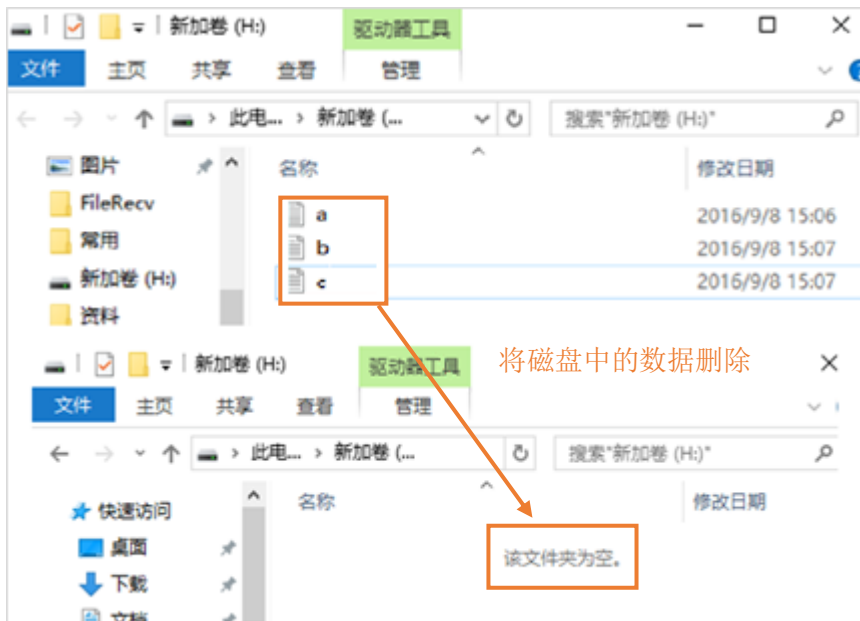 新加卷 (H:)
驱动器工具
文件 主页 共享 查看 管理
此电... 新加卷 (...
搜索"新加卷 (H:)"
图片
名称 修改日期
FileRecv
a 2016/9/8 15:06
常用
b 2016/9/8 15:07
新加卷 (H:)
c 2016/9/8 15:07
资料
将磁盘中的数据删除
新加卷 (H:)
驱动器工具
文件 主页 共享 查看 管理
此电... 新加卷 (...
搜索"新加卷 (H:)"
名称 修改日期
快速访问
桌面
该文件夹为空。
下载
文档